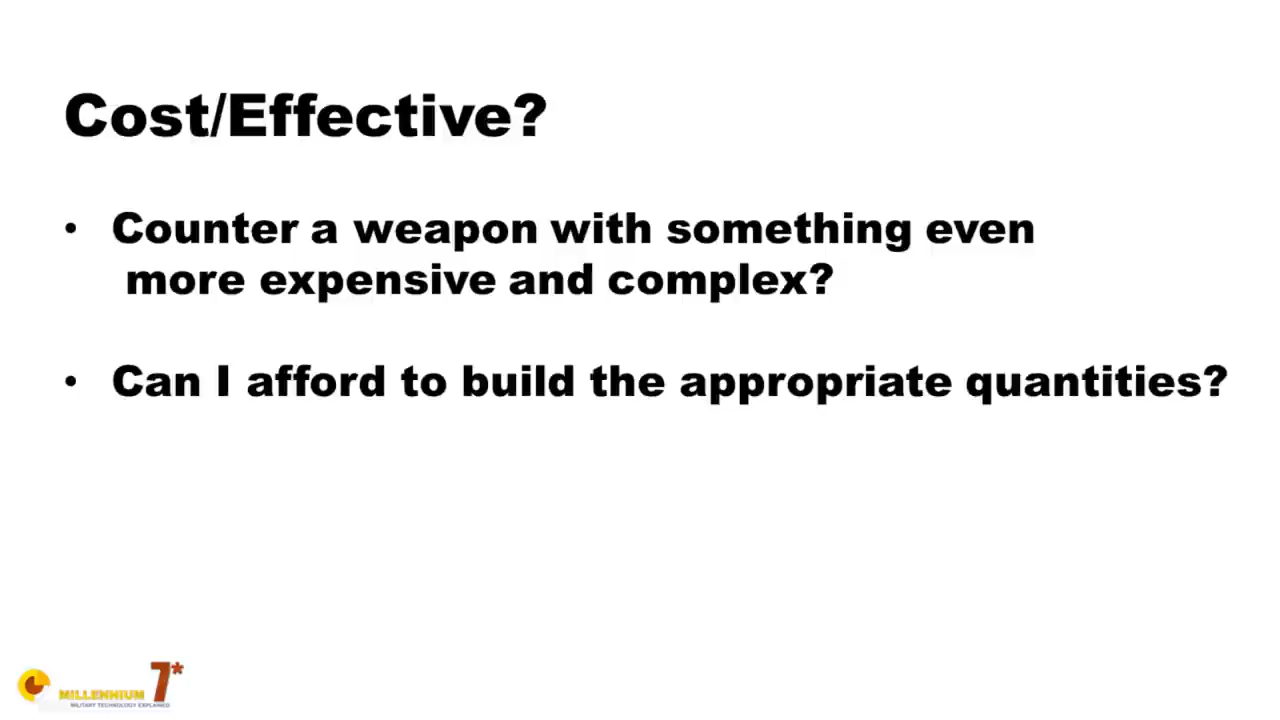 Cost/Effective?
• Counter a weapon with something even
more expensive and complex?
• Can I afford to build the appropriate quantities?
MILLENNIUM 7*
MILITARY TECHNOLOGY EXPLAINED